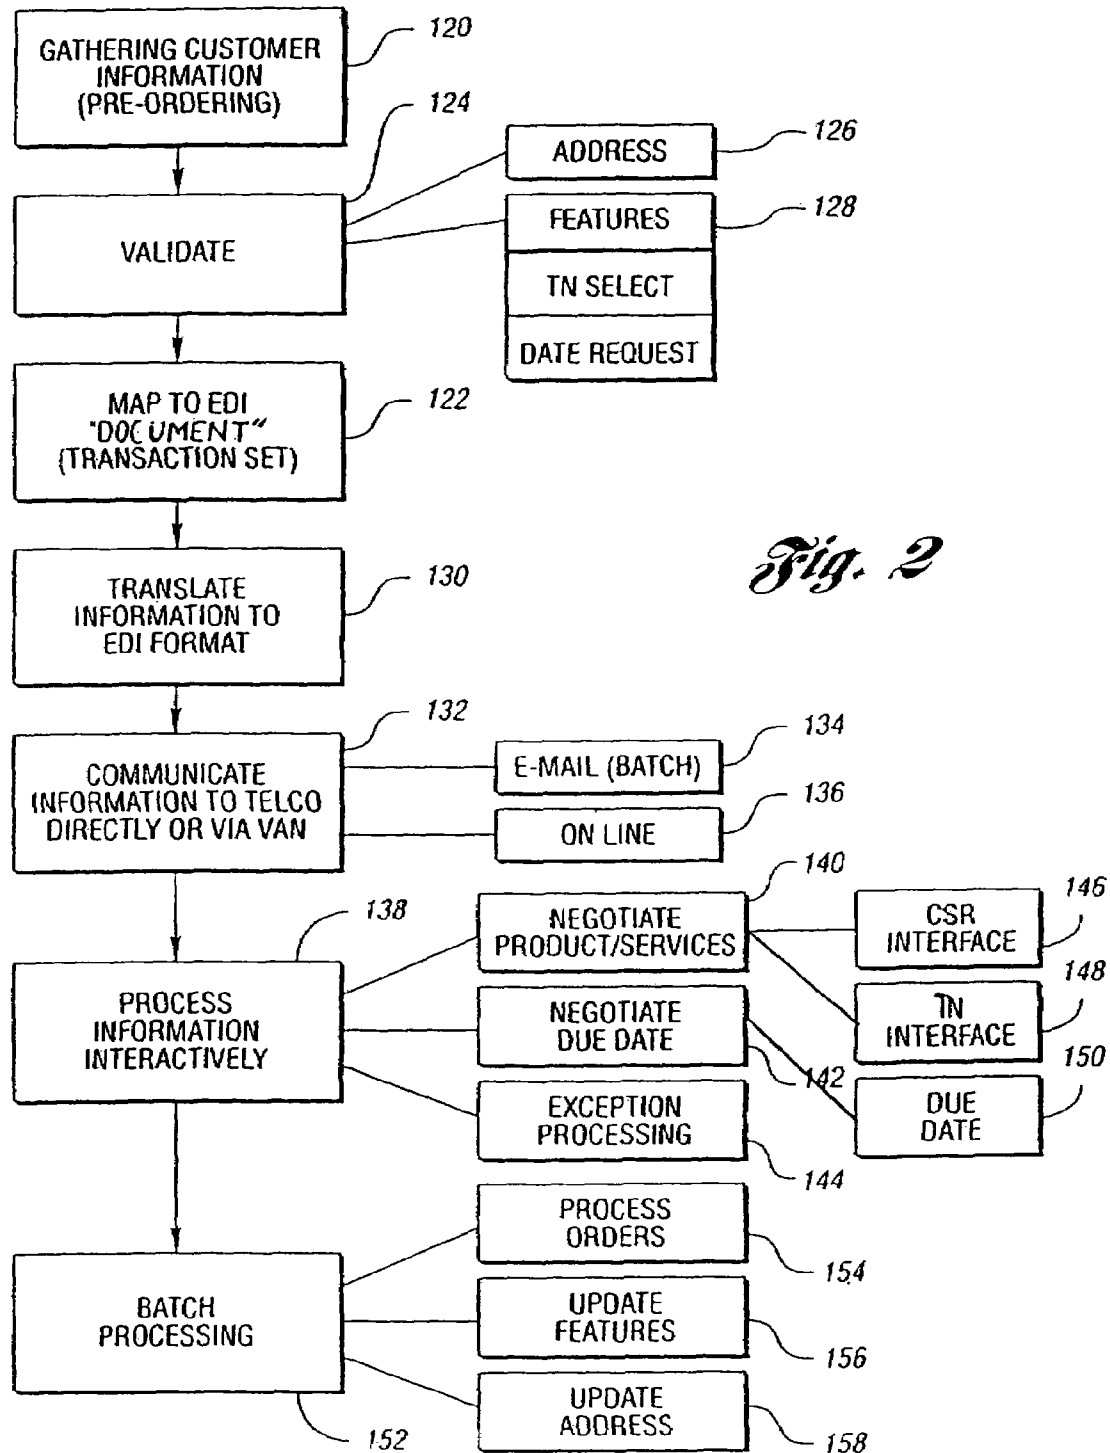 GATHERING CUSTOMER
INFORMATION
(PRE-ORDERING)
120
124
VALIDATE
ADDRESS
126
FEATURES
128
TN SELECT
DATE REQUEST
MAP TO EDI
"DOCUMENT"
(TRANSACTION SET)
122
TRANSLATE
INFORMATION TO
EDI FORMAT
130
Fig. 2
COMMUNICATE
INFORMATION TO TELCO
DIRECTLY OR VIA VAN
132
E-MAIL (BATCH)
134
ON LINE
136
PROCESS
INFORMATION
INTERACTIVELY
138
NEGOTIATE
PRODUCT/SERVICES
140
CSR
INTERFACE
146
TN
INTERFACE
148
NEGOTIATE
DUE DATE
142
DUE
DATE
150
EXCEPTION
PROCESSING
144
BATCH
PROCESSING
152
PROCESS
ORDERS
154
UPDATE
FEATURES
156
UPDATE
ADDRESS
158